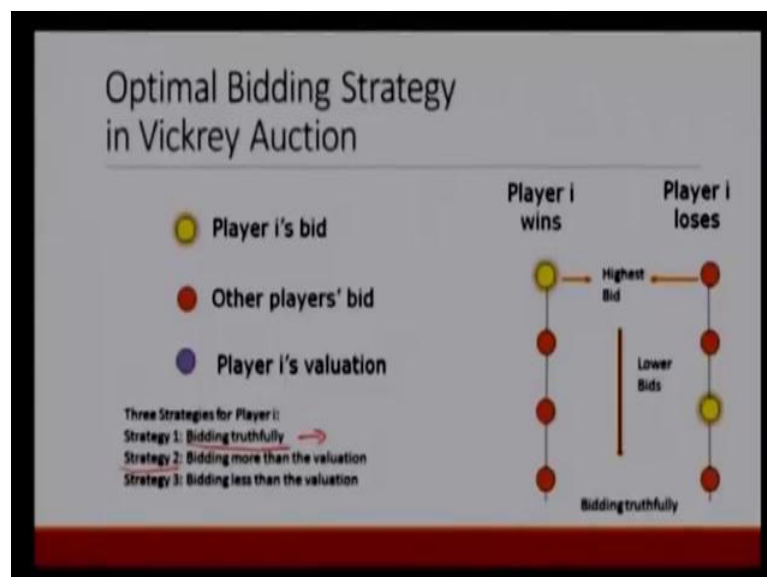 Optimal Bidding Strategy
in Vickrey Auction
Player i's bid
Other players' bid
Player i's valuation
Three Strategies for Player i:
Strategy 1: Bidding truthfully
Strategy 2: Bidding more than the valuation
Strategy 3: Bidding less than the valuation
Player i
wins
Player i
loses
Highest
Bid
Lower
Bids
Bidding truthfully